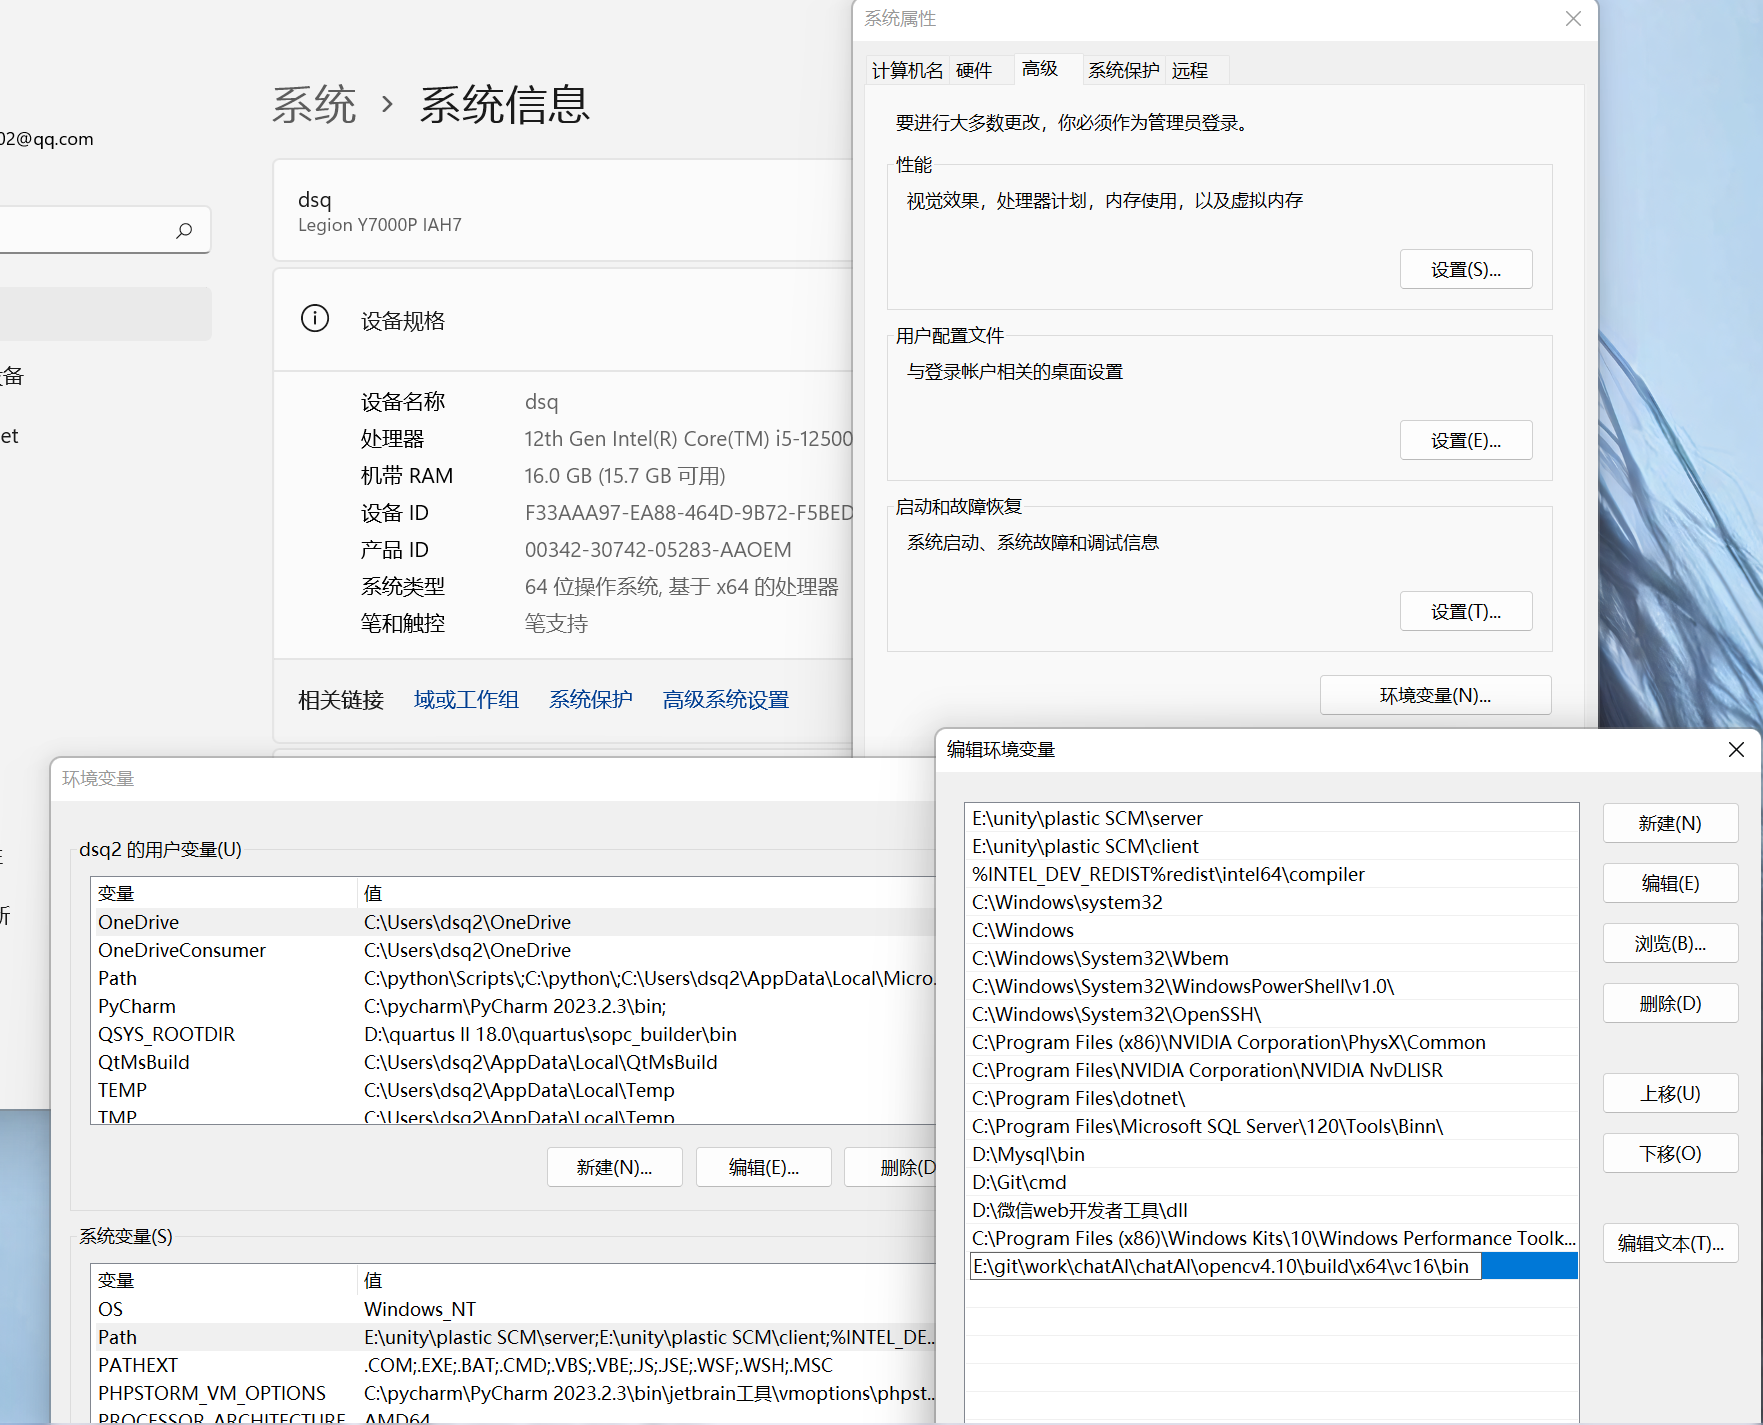 02@qq.com
备
et
新
系统 › 系统信息
dsq
Legion Y7000P IAH7
设备规格
设备名称 dsq
处理器 12th Gen Intel(R) Core(TM) i5-12500
机带 RAM 16.0 GB (15.7 GB 可用)
设备 ID F33AAA97-EA88-464D-9B72-F5BED
产品 ID 00342-30742-05283-AAOEM
系统类型 64 位操作系统, 基于 x64 的处理器
笔和触控 笔支持
相关链接 域或工作组 系统保护 高级系统设置
系统属性
计算机名 硬件 高级 系统保护 远程
要进行大多数更改，你必须作为管理员登录。
性能
视觉效果，处理器计划，内存使用，以及虚拟内存
设置(S)...
用户配置文件
与登录帐户相关的桌面设置
设置(E)...
启动和故障恢复
系统启动、系统故障和调试信息
设置(T)...
环境变量(N)...
环境变量
dsq2 的用户变量(U)
变量 值
OneDrive C:\Users\dsq2\OneDrive
OneDriveConsumer C:\Users\dsq2\OneDrive
Path C:\python\Scripts\;C:\python\;C:\Users\dsq2\AppData\Local\Micro...
PyCharm C:\pycharm\PyCharm 2023.2.3\bin;
QSYS_ROOTDIR D:\quartus II 18.0\quartus\sopc_builder\bin
QtMsBuild C:\Users\dsq2\AppData\Local\QtMsBuild
TEMP C:\Users\dsq2\AppData\Local\Temp
TMP C:\Users\dsq2\AppData\Local\Temp
新建(N)... 编辑(E)... 删除(D
系统变量(S)
变量 值
OS Windows_NT
Path E:\unity\plastic SCM\server;E:\unity\plastic SCM\client;%INTEL_DE...
PATHEXT .COM;.EXE;.BAT;.CMD;.VBS;.VBE;.JS;.JSE;.WSF;.WSH;.MSC
PHPSTORM_VM_OPTIONS C:\pycharm\PyCharm 2023.2.3\bin\jetbrain工具\vmoptions\phpst...
PROCESSOR_ARCHITECTURE AMD64
编辑环境变量
E:\unity\plastic SCM\server
E:\unity\plastic SCM\client
%INTEL_DEV_REDIST%redist\intel64\compiler
C:\Windows\system32
C:\Windows
C:\Windows\System32\Wbem
C:\Windows\System32\WindowsPowerShell\v1.0\
C:\Windows\System32\OpenSSH\
C:\Program Files (x86)\NVIDIA Corporation\PhysX\Common
C:\Program Files\NVIDIA Corporation\NVIDIA NvDLISR
C:\Program Files\dotnet\
C:\Program Files\Microsoft SQL Server\120\Tools\Binn\
D:\Mysql\bin
D:\Git\cmd
D:\微信web开发者工具\dll
C:\Program Files (x86)\Windows Kits\10\Windows Performance Toolk...
E:\git\work\chatAI\chatAI\opencv4.10\build\x64\vc16\bin
新建(N)
编辑(E)
浏览(B)...
删除(D)
上移(U)
下移(O)
编辑文本(T)...